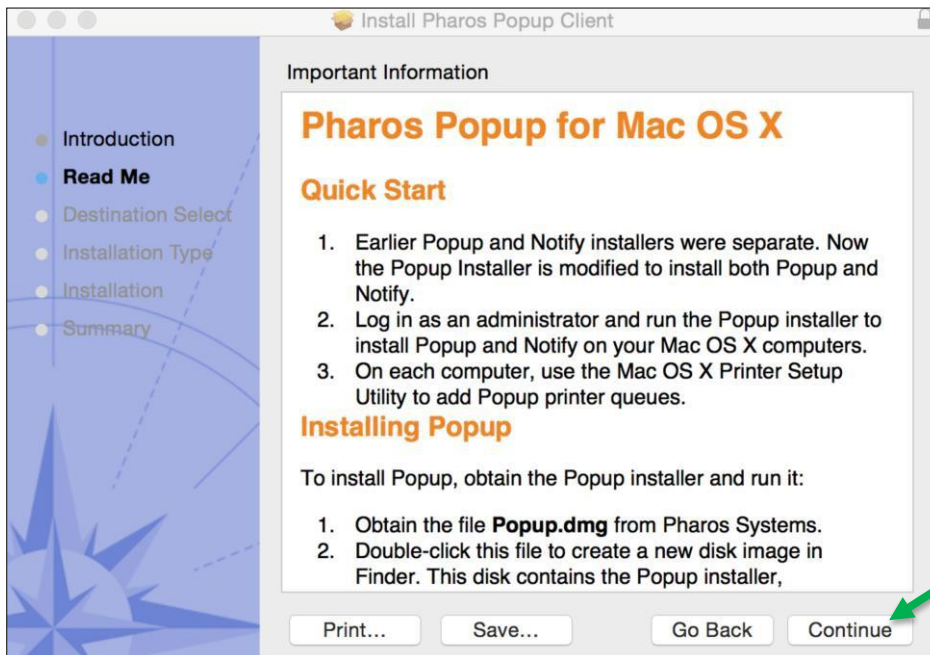 Install Pharos Popup Client
Important Information
Introduction
Read Me
Destination Select
Installation Type
Installation
Summary
Pharos Popup for Mac OS X
Quick Start
1. Earlier Popup and Notify installers were separate. Now
the Popup Installer is modified to install both Popup and
Notify.
2. Log in as an administrator and run the Popup installer to
install Popup and Notify on your Mac OS X computers.
3. On each computer, use the Mac OS X Printer Setup
Utility to add Popup printer queues.
Installing Popup
To install Popup, obtain the Popup installer and run it:
1. Obtain the file Popup.dmg from Pharos Systems.
2. Double-click this file to create a new disk image in
Finder. This disk contains the Popup installer,
Print... Save... Go Back Continue